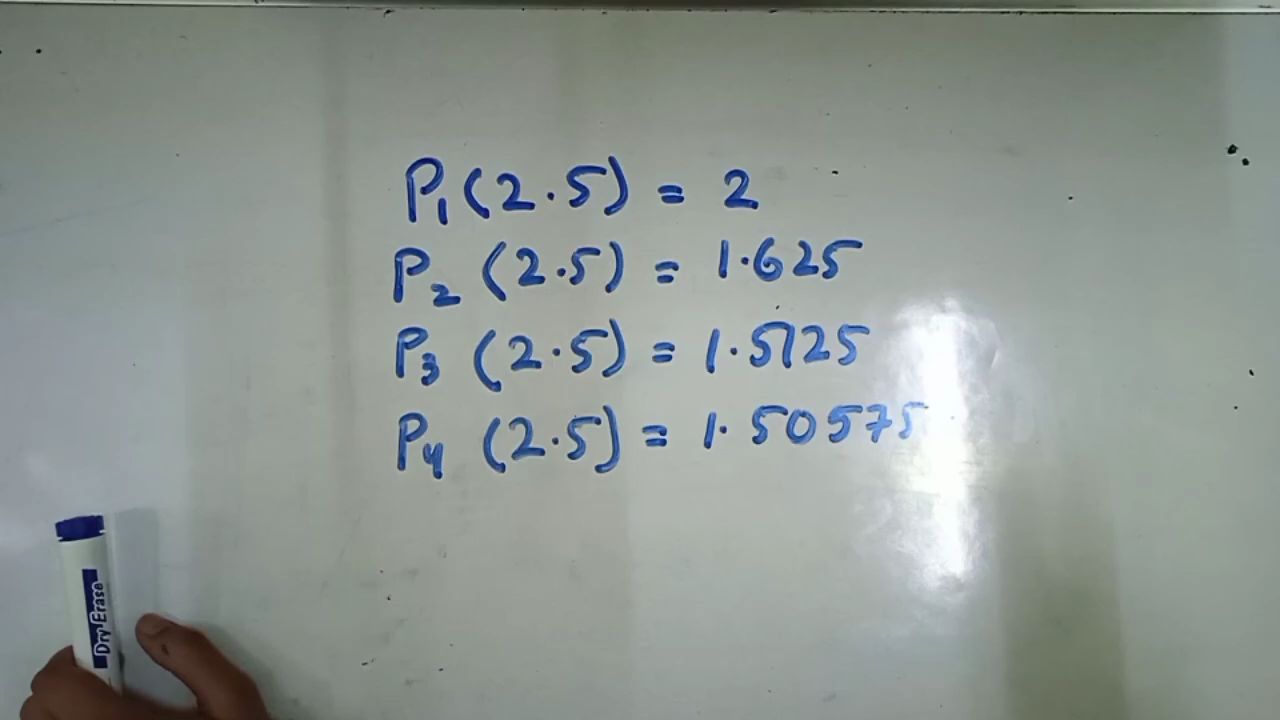 P₁(2.5) = 2
P₂ (2.5) = 1.625
P₃ (2.5) = 1.5125
P₄ (2.5) = 1.50575
Dry Erase